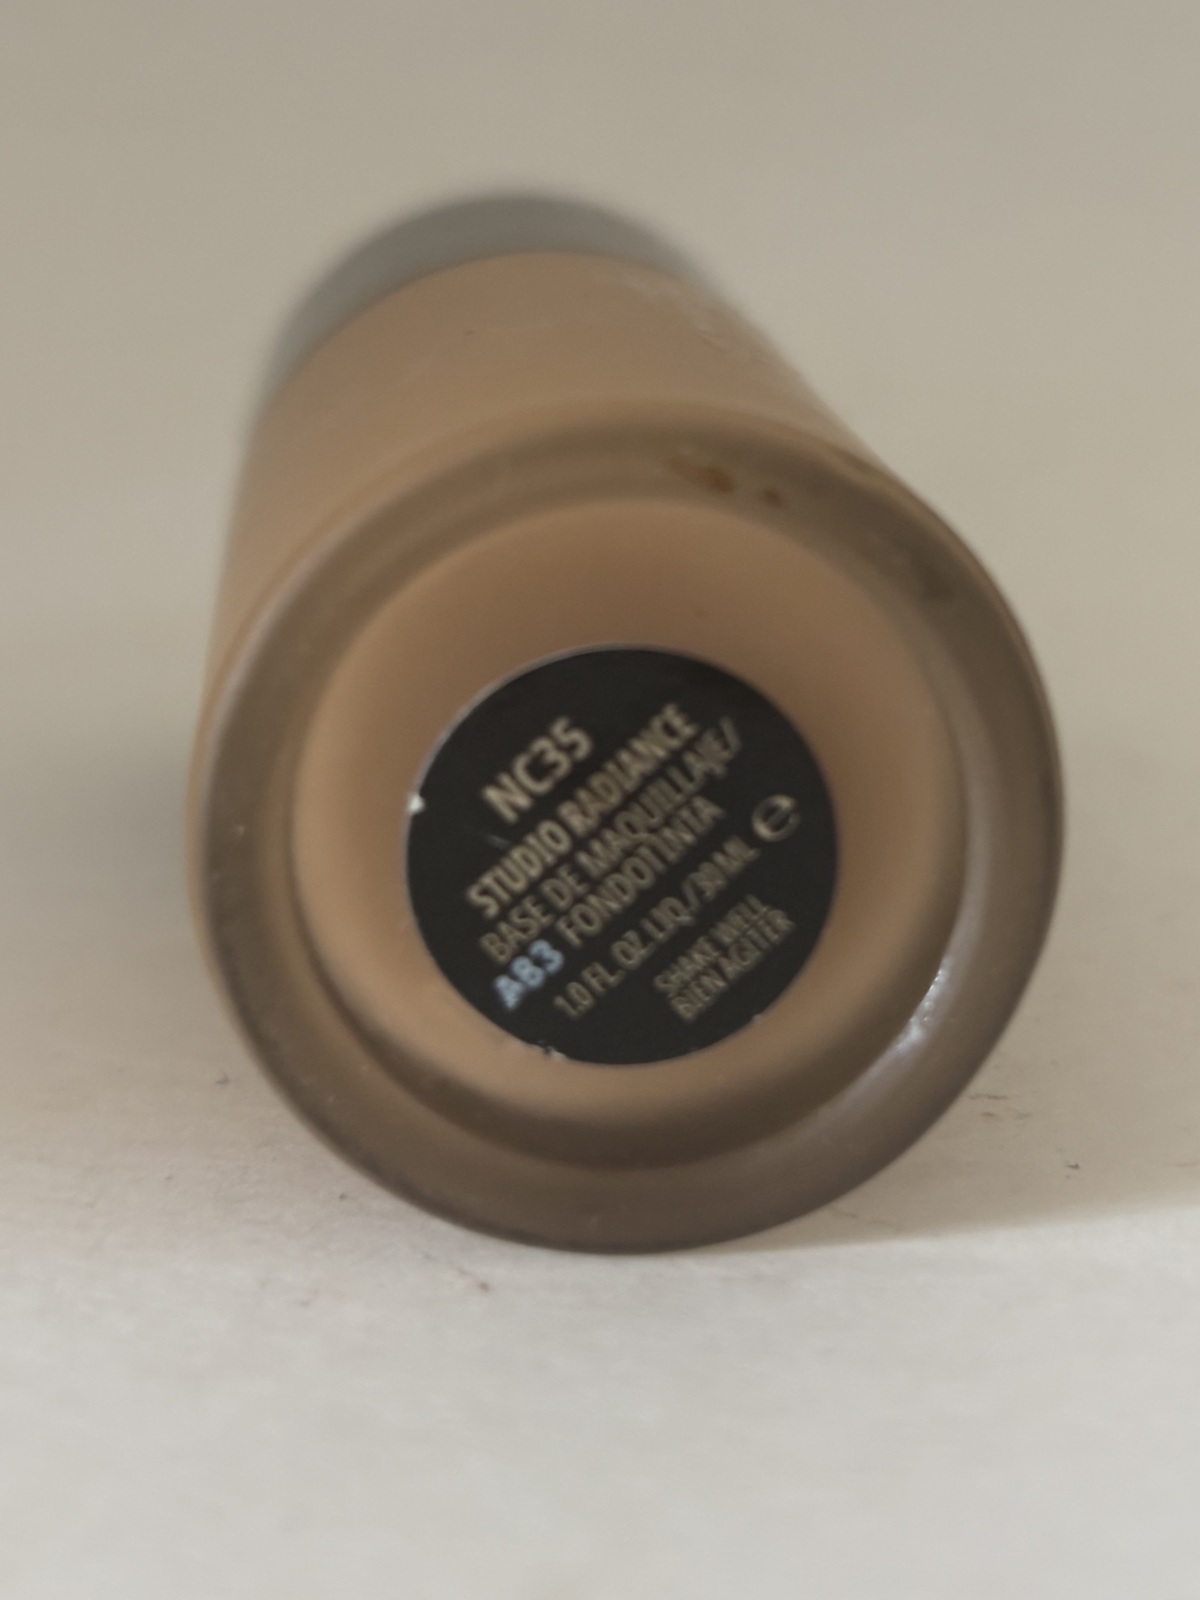 NC35
STUDIO RADIANCE
BASE DE MAQUILLAJE/
FONDOTINTA
A83
1.0 FL. OZ. LIQ./30 ML e
SHAKE WELL
BIEN AGITER